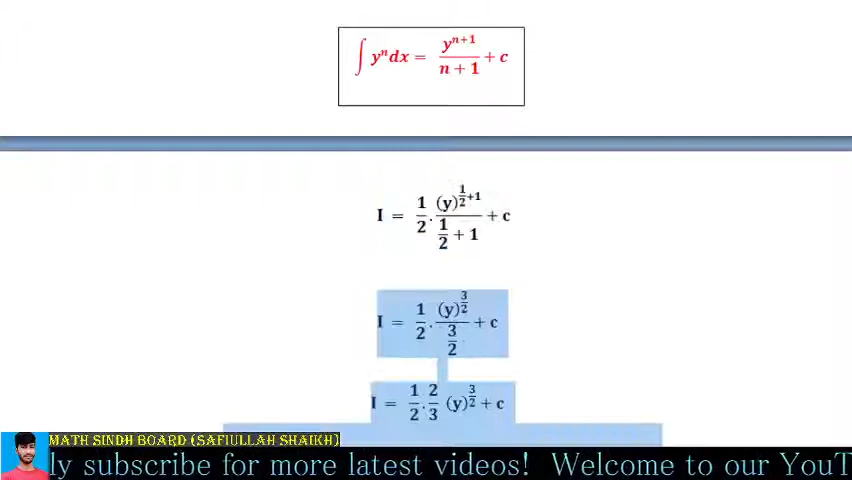 ∫ yⁿdx = yⁿ⁺¹/(n + 1) + c
I = 1/2 . (y)^(1/2+1)/(1/2 + 1) + c
I = 1/2 . (y)^(3/2)/(3/2) + c
I = 1/2 . 2/3 (y)^(3/2) + c
MATH SINDH BOARD (SAFIULLAH SHAIKH)
ly subscribe for more latest videos! Welcome to our YouT